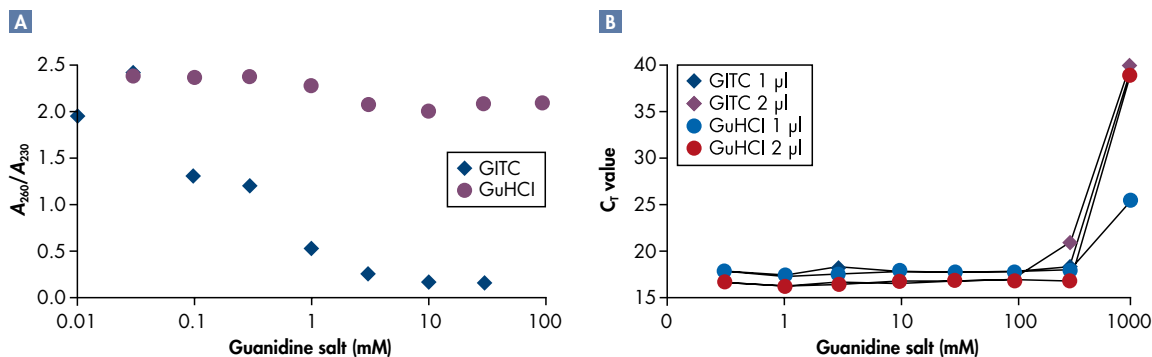 A
2.5
2.0
1.5
1.0
0.5
0.0
A260/A230
0.01
0.1
1
10
100
Guanidine salt (mM)
GITC
GuHCl
B
40
35
30
25
20
15
CT value
0
1
10
100
1000
Guanidine salt (mM)
GITC 1 µl
GITC 2 µl
GuHCl 1 µl
GuHCl 2 µl